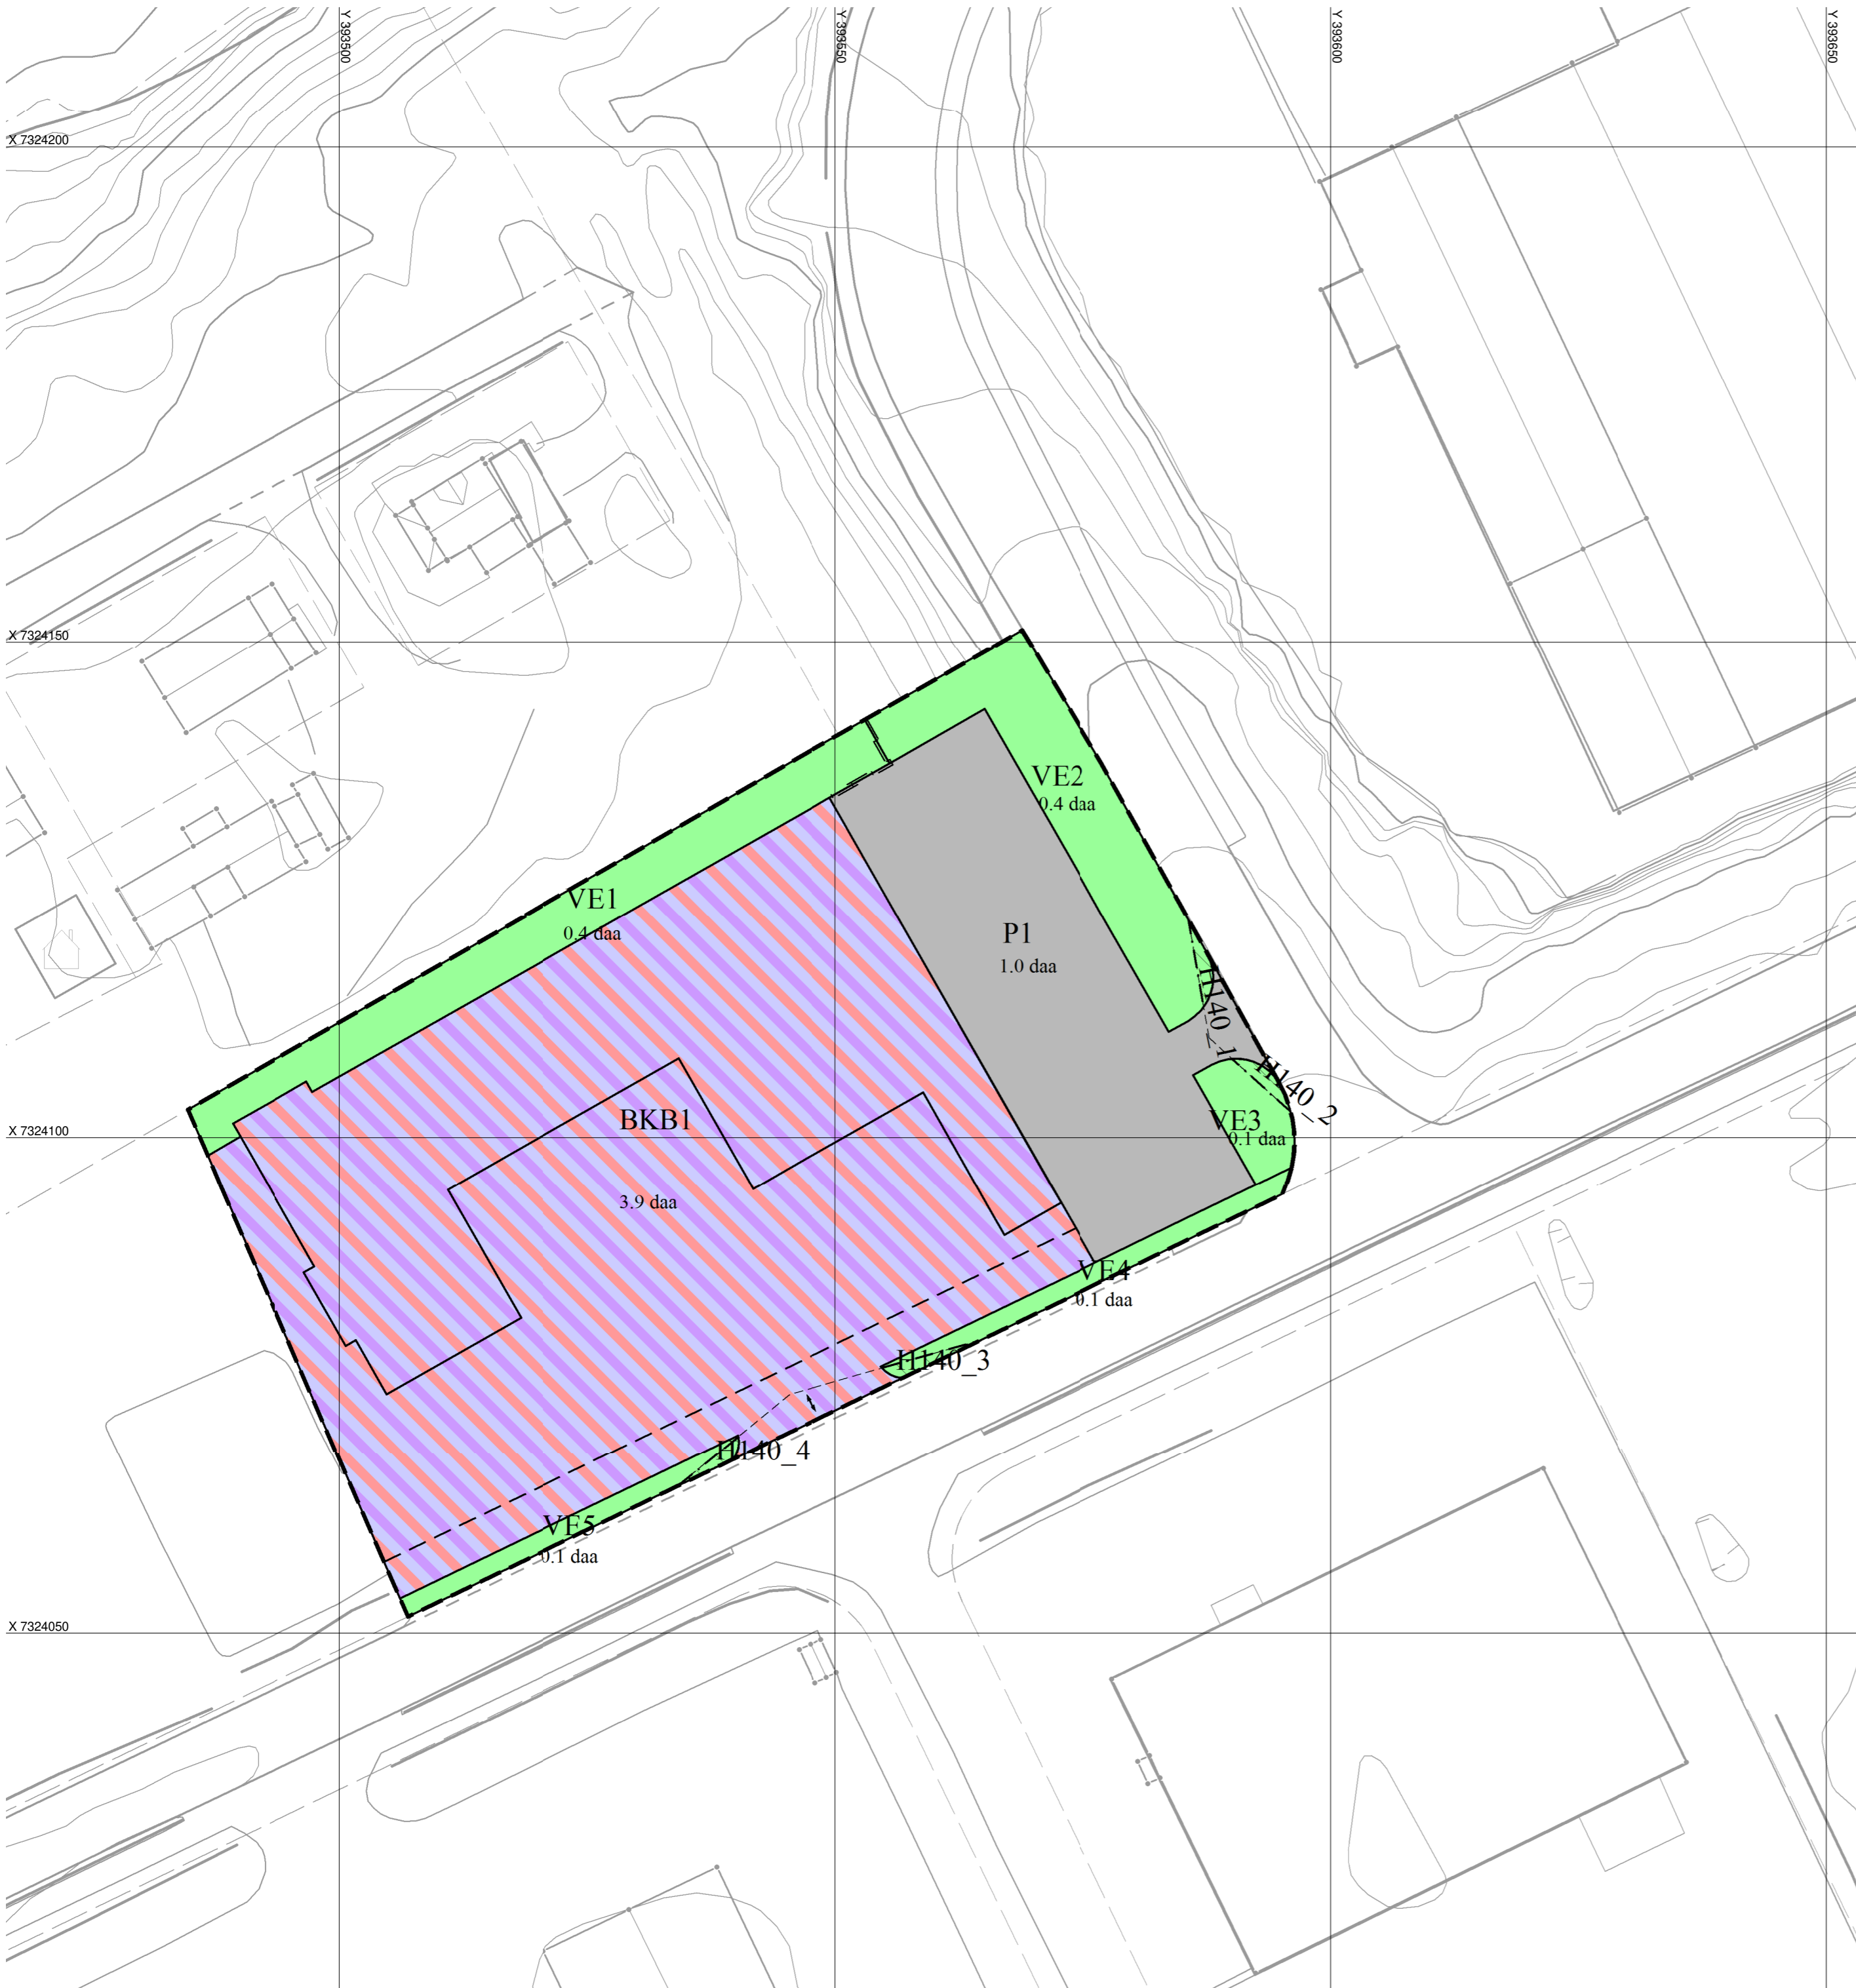 Y 393500
Y 393550
Y 393600
Y 393650
X 7324200
X 7324150
VE2
0.4 daa
VE1
0.4 daa
P1
1.0 daa
H140_1
H140_2
BKB1
VE3
0.1 daa
X 7324100
3.9 daa
VE4
0.1 daa
H140_3
H140_4
VE5
0.1 daa
X 7324050